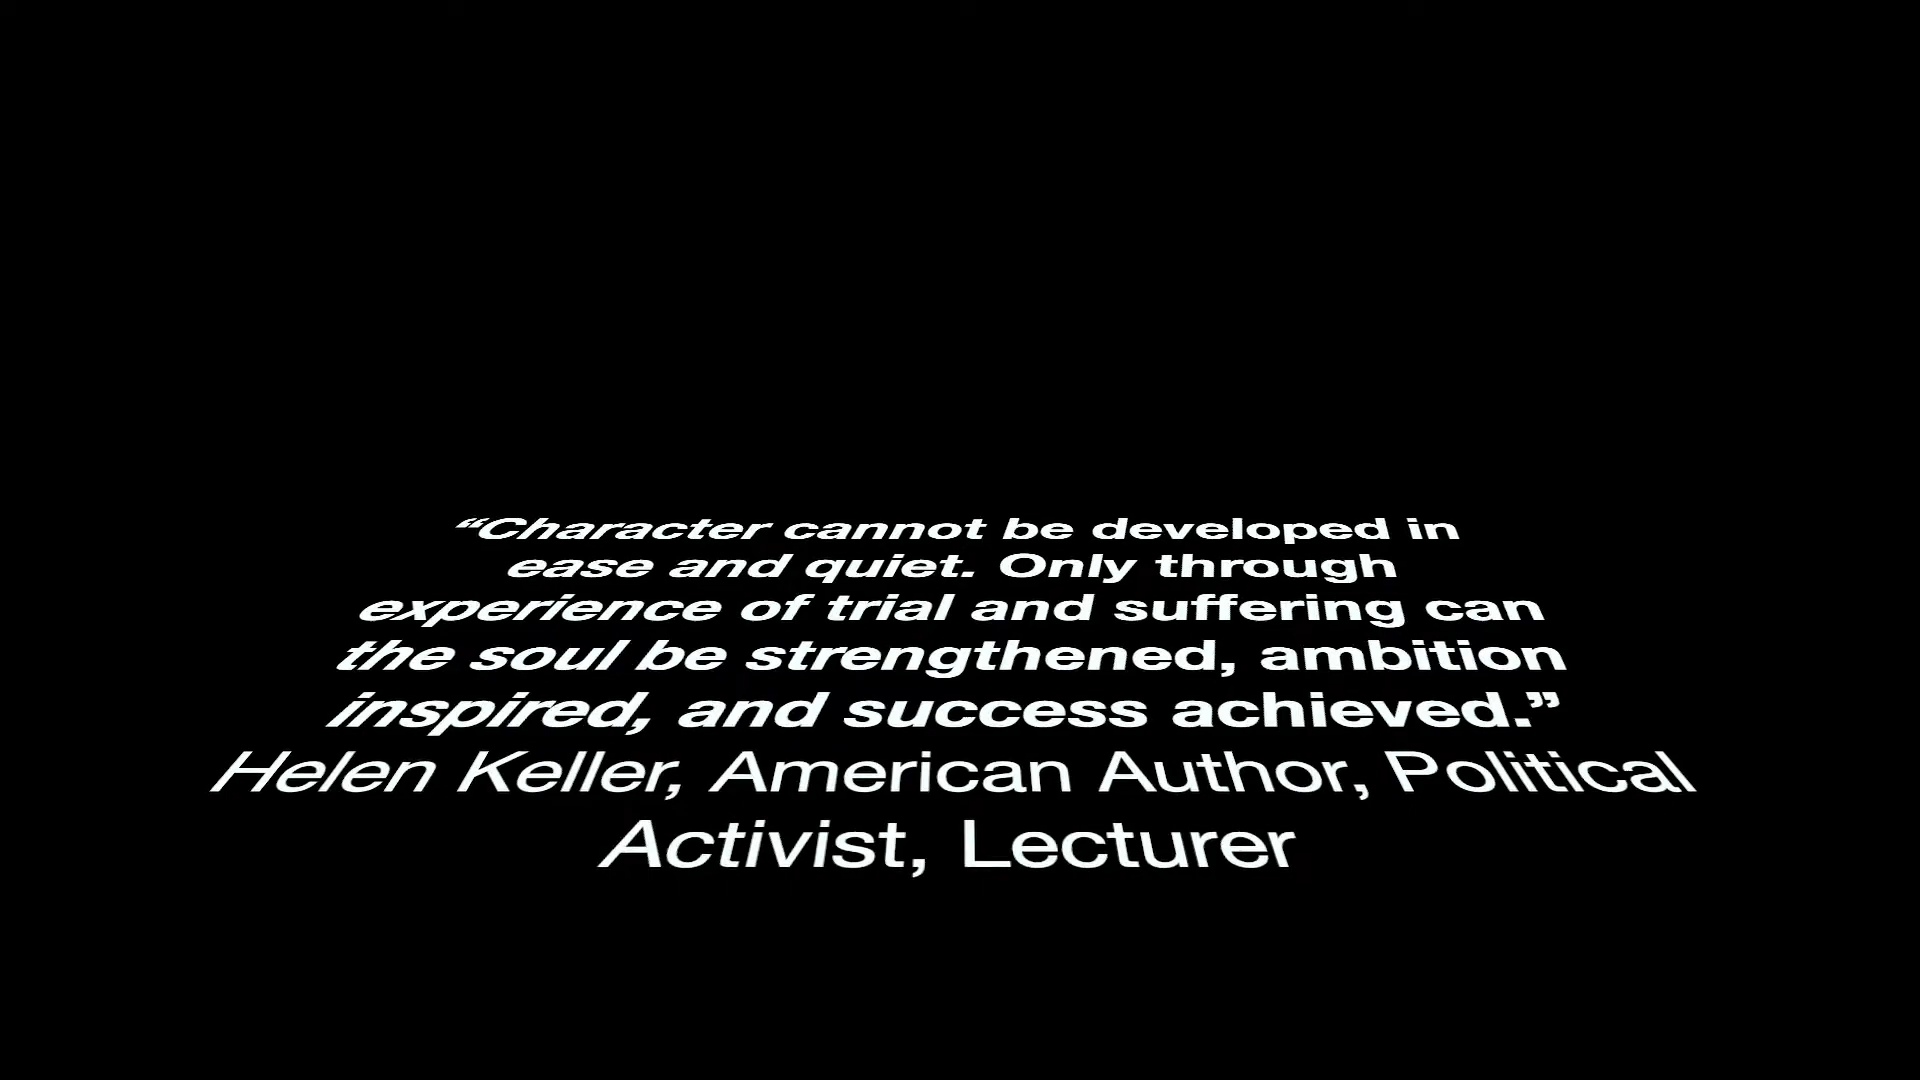 “Character cannot be developed in
ease and quiet. Only through
experience of trial and suffering can
the soul be strengthened, ambition
inspired, and success achieved.”
Helen Keller, American Author, Political
Activist, Lecturer